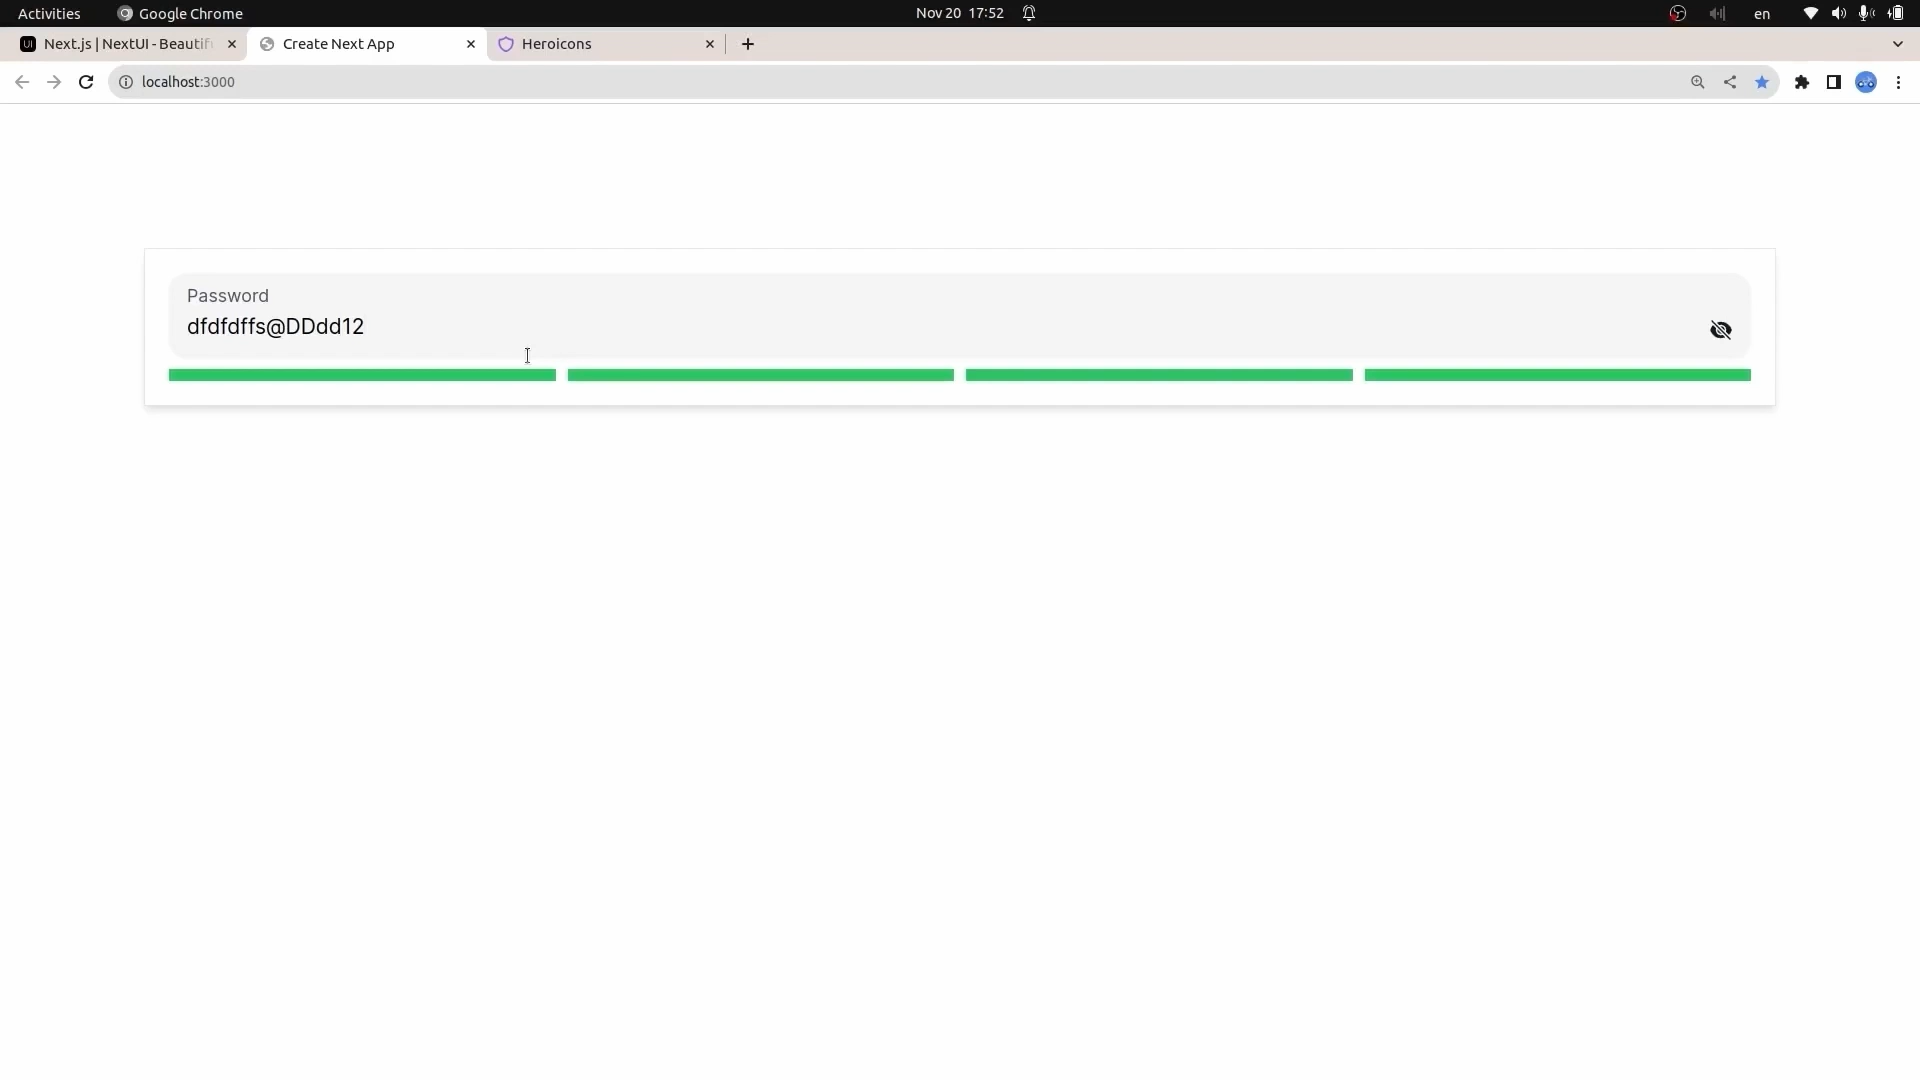 Activities Google Chrome Nov 20 17:52 en
Next.js | NextUI - Beautif Create Next App Heroicons
localhost:3000
Password
dfdfdffs@DDdd12